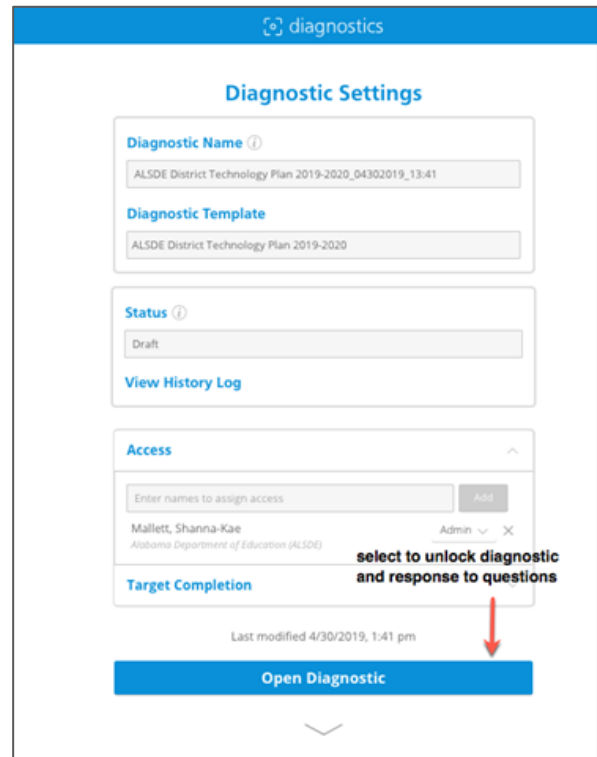 diagnostics
Diagnostic Settings
Diagnostic Name
ALSDE District Technology Plan 2019-2020_04302019_13:41
Diagnostic Template
ALSDE District Technology Plan 2019-2020
Status
Draft
View History Log
Access
Enter names to assign access Add
Mallett, Shanna-Kae Admin
Alabama Department of Education (ALSDE)
select to unlock diagnostic
and response to questions
Target Completion
Last modified 4/30/2019, 1:41 pm
Open Diagnostic